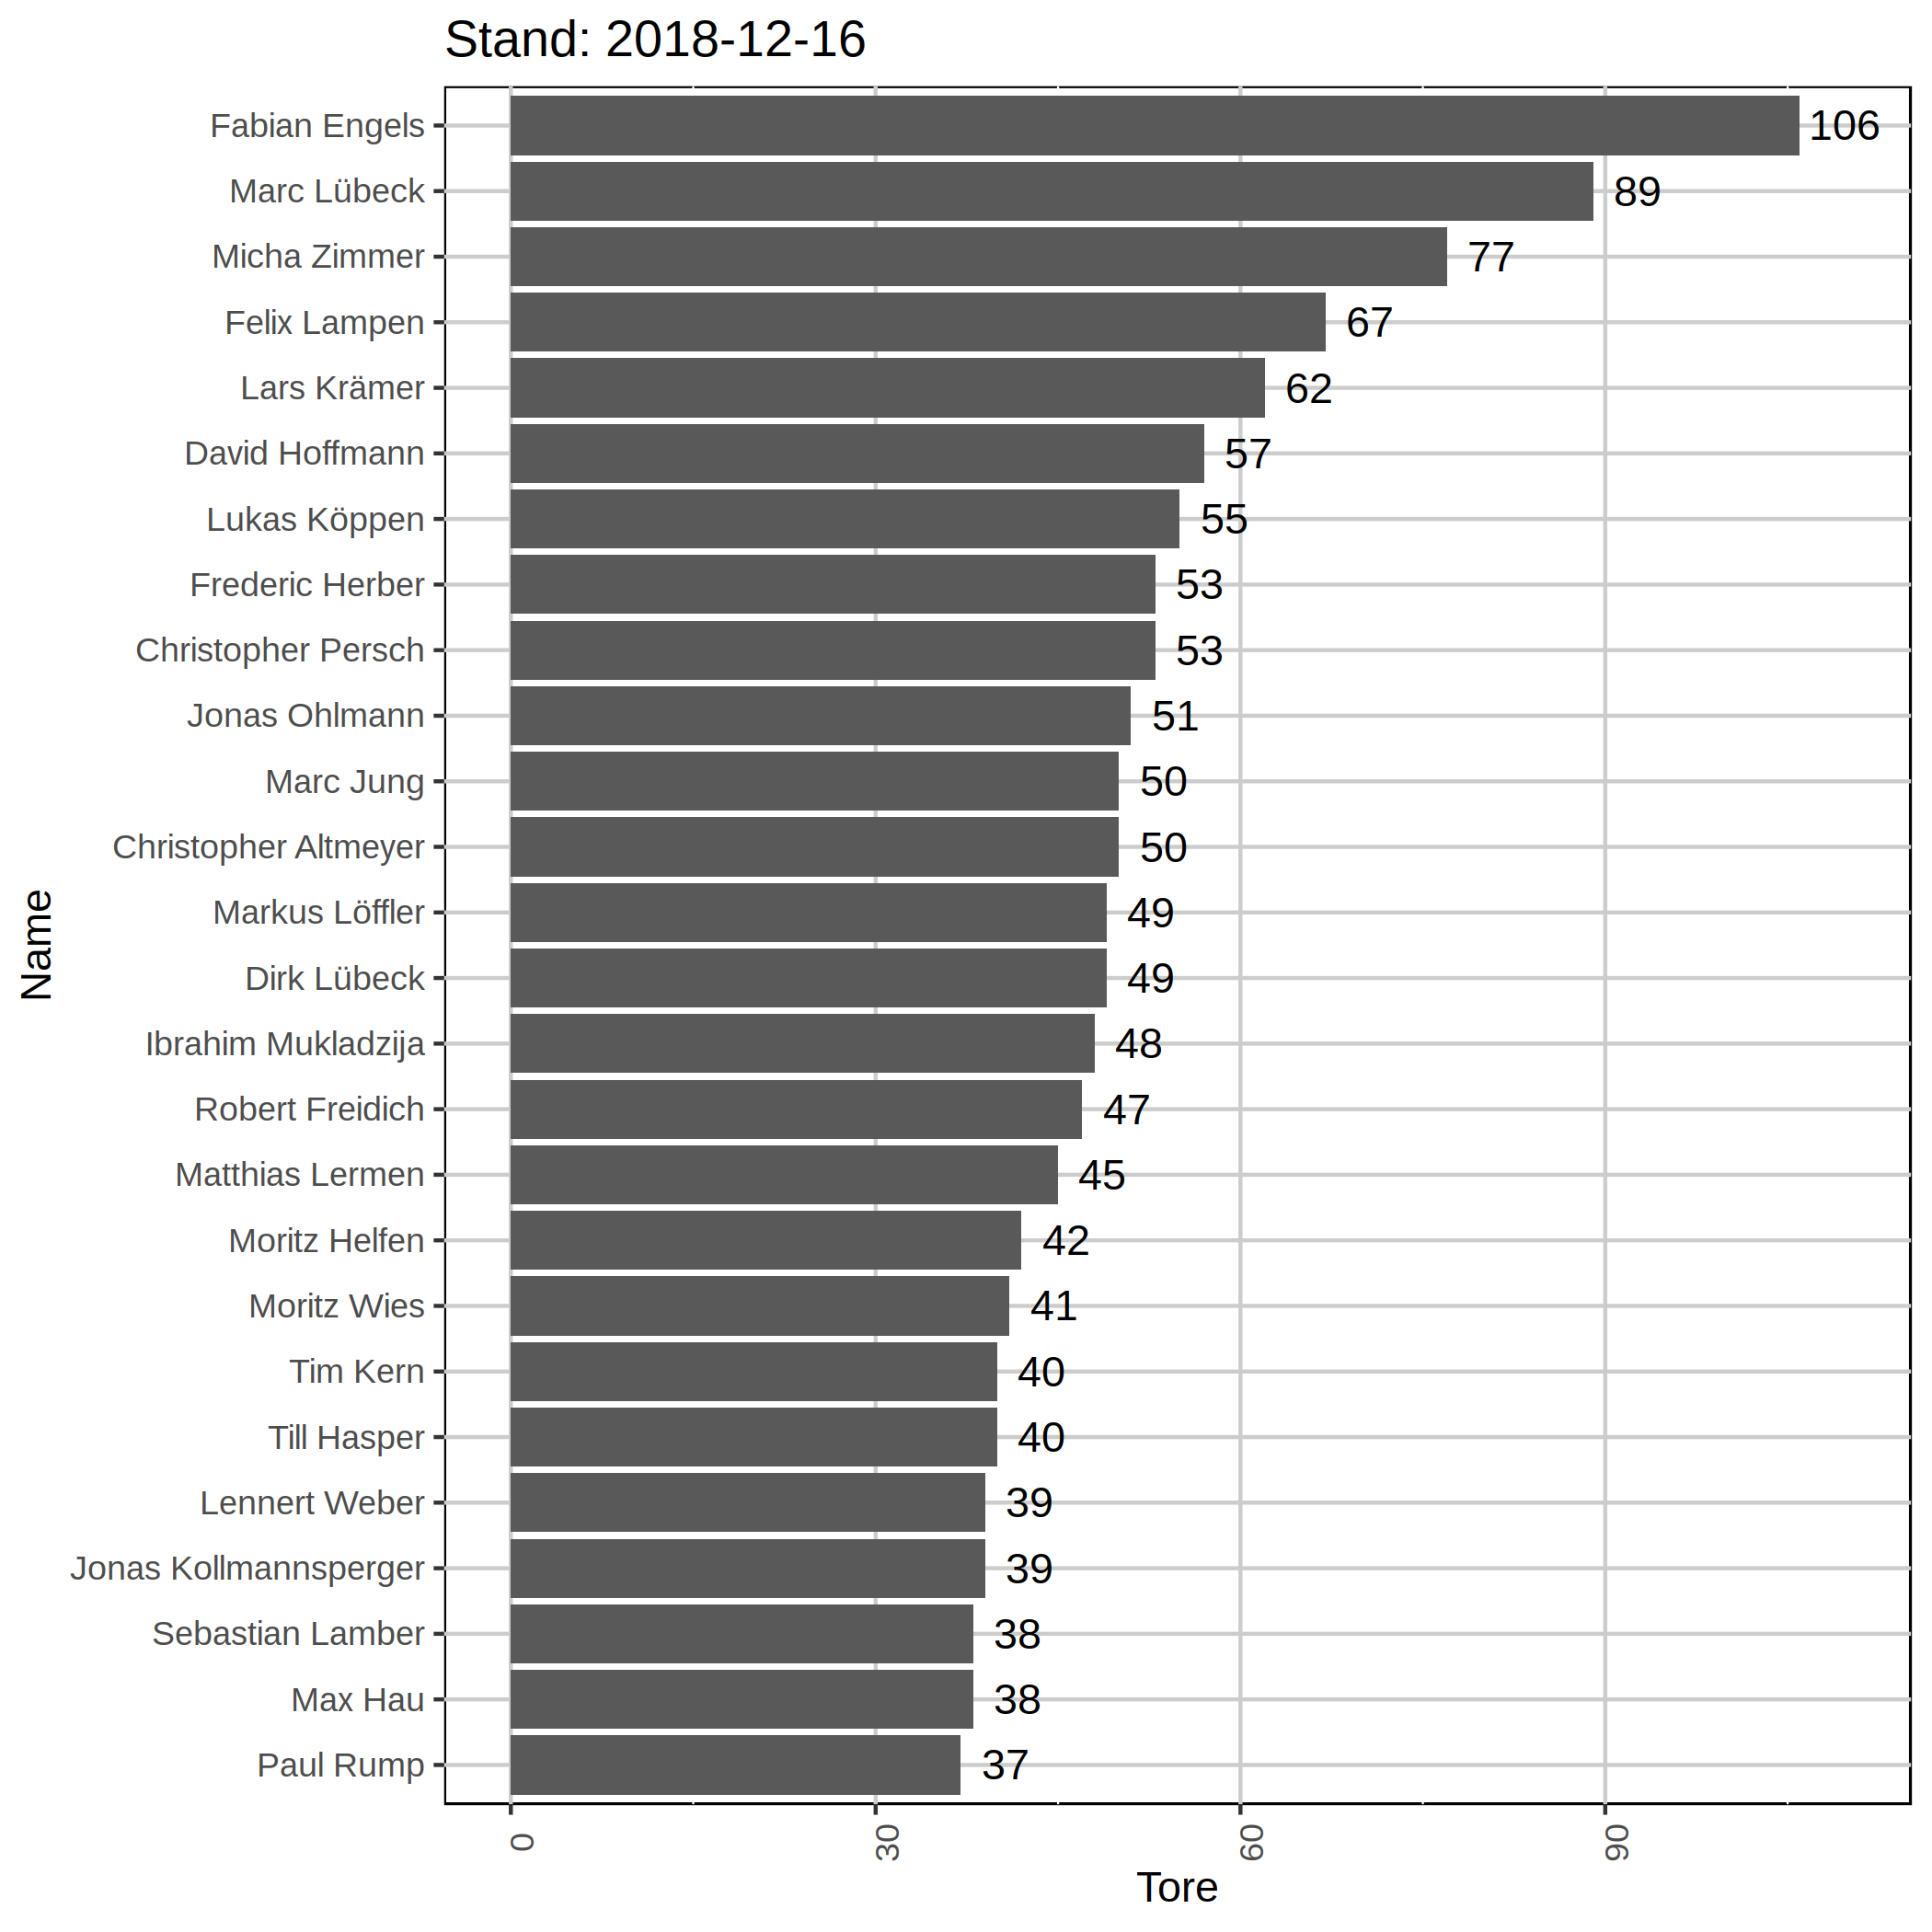 Stand: 2018-12-16
Fabian Engels 106
Marc Lübeck 89
Micha Zimmer 77
Felix Lampen 67
Lars Krämer 62
David Hoffmann 57
Lukas Köppen 55
Frederic Herber 53
Christopher Persch 53
Jonas Ohlmann 51
Marc Jung 50
Christopher Altmeyer 50
Markus Löffler 49
Dirk Lübeck 49
Ibrahim Mukladzija 48
Robert Freidich 47
Matthias Lermen 45
Moritz Helfen 42
Moritz Wies 41
Tim Kern 40
Till Hasper 40
Lennert Weber 39
Jonas Kollmannsperger 39
Sebastian Lamber 38
Max Hau 38
Paul Rump 37
0 30 60 90
Tore
Name